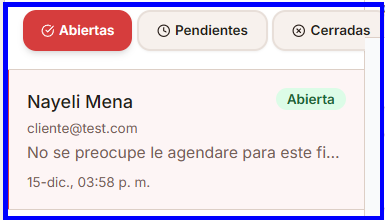 Abiertas Pendientes Cerradas
Nayeli Mena Abierta
cliente@test.com
No se preocupe le agendare para este fi...
15-dic., 03:58 p. m.